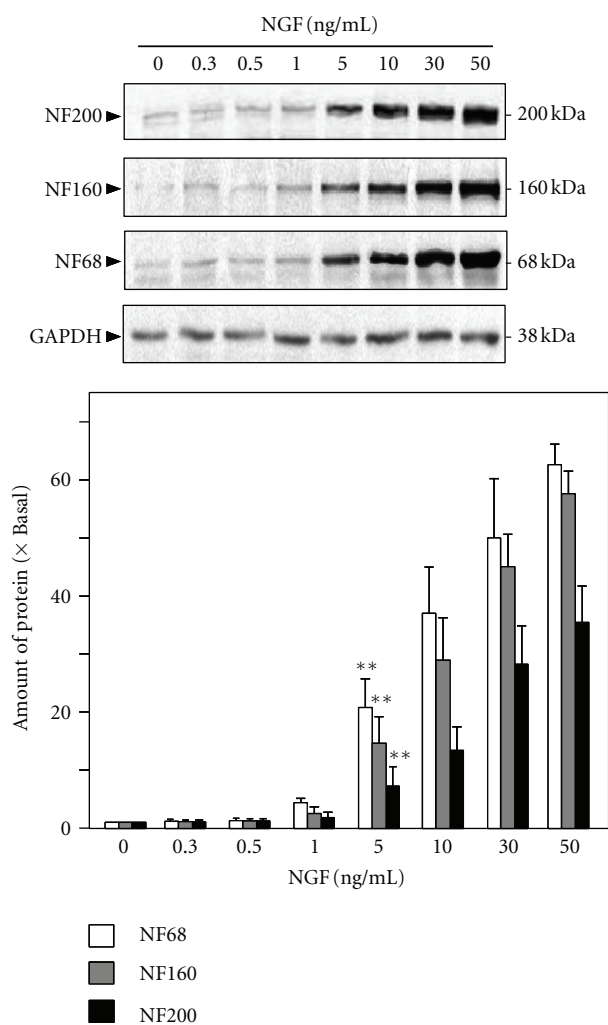 NGF (ng/mL)
0 0.3 0.5 1 5 10 30 50
NF200 200 kDa
NF160 160 kDa
NF68 68 kDa
GAPDH 38 kDa
60
40
20
0
Amount of protein (× Basal)
** ** **
0 0.3 0.5 1 5 10 30 50
NGF (ng/mL)
NF68
NF160
NF200